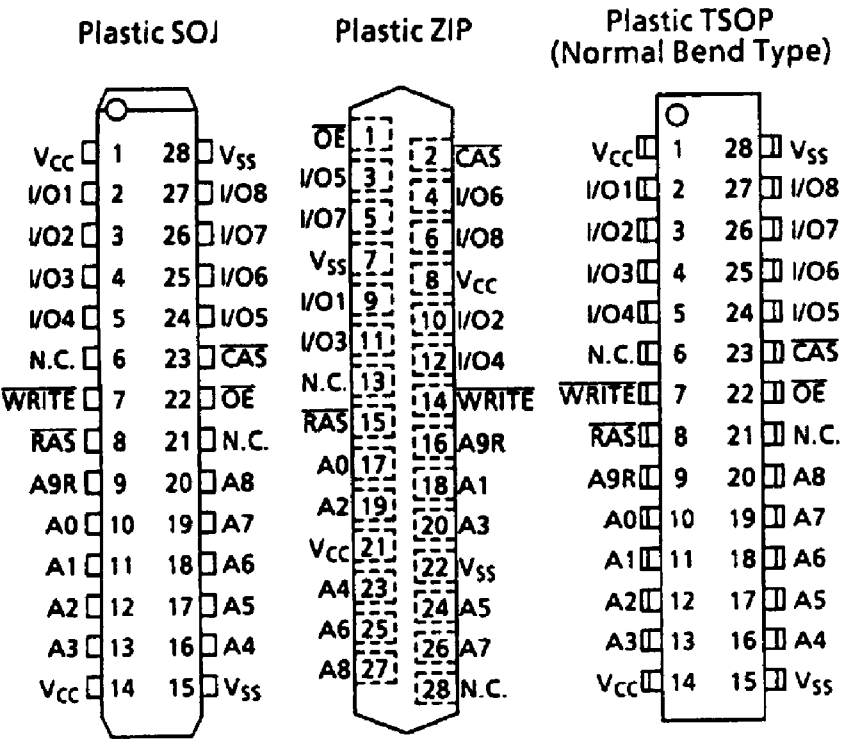 Plastic SOJ
VCC 1 28 VSS
I/O1 2 27 I/O8
I/O2 3 26 I/O7
I/O3 4 25 I/O6
I/O4 5 24 I/O5
N.C. 6 23 CAS
WRITE 7 22 OE
RAS 8 21 N.C.
A9R 9 20 A8
A0 10 19 A7
A1 11 18 A6
A2 12 17 A5
A3 13 16 A4
VCC 14 15 VSS
Plastic ZIP
OE 1
2 CAS
I/O5 3
4 I/O6
I/O7 5
6 I/O8
VSS 7
8 VCC
I/O1 9
10 I/O2
I/O3 11
12 I/O4
N.C. 13
14 WRITE
RAS 15
16 A9R
A0 17
18 A1
A2 19
20 A3
VCC 21
22 VSS
A4 23
24 A5
A6 25
26 A7
A8 27
28 N.C.
Plastic TSOP
(Normal Bend Type)
VCC 1 28 VSS
I/O1 2 27 I/O8
I/O2 3 26 I/O7
I/O3 4 25 I/O6
I/O4 5 24 I/O5
N.C. 6 23 CAS
WRITE 7 22 OE
RAS 8 21 N.C.
A9R 9 20 A8
A0 10 19 A7
A1 11 18 A6
A2 12 17 A5
A3 13 16 A4
VCC 14 15 VSS